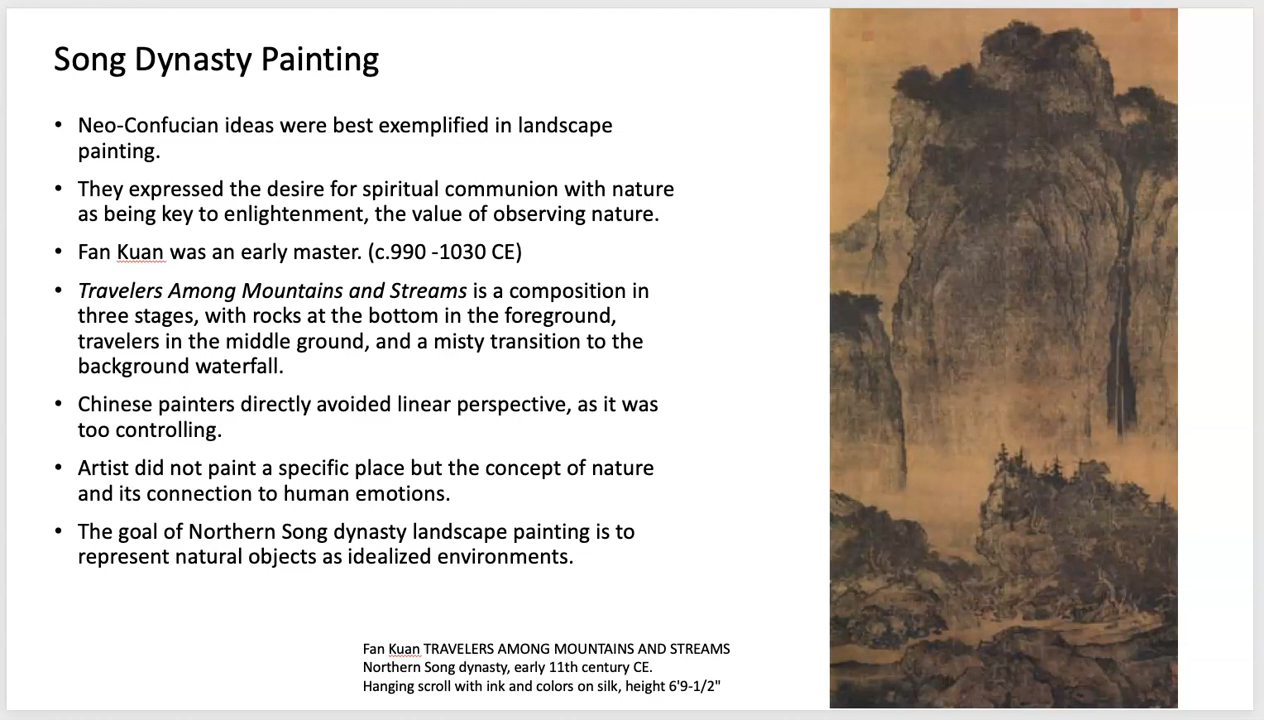 Song Dynasty Painting
• Neo-Confucian ideas were best exemplified in landscape
painting.
• They expressed the desire for spiritual communion with nature
as being key to enlightenment, the value of observing nature.
• Fan Kuan was an early master. (c.990 -1030 CE)
• Travelers Among Mountains and Streams is a composition in
three stages, with rocks at the bottom in the foreground,
travelers in the middle ground, and a misty transition to the
background waterfall.
• Chinese painters directly avoided linear perspective, as it was
too controlling.
• Artist did not paint a specific place but the concept of nature
and its connection to human emotions.
• The goal of Northern Song dynasty landscape painting is to
represent natural objects as idealized environments.
Fan Kuan TRAVELERS AMONG MOUNTAINS AND STREAMS
Northern Song dynasty, early 11th century CE.
Hanging scroll with ink and colors on silk, height 6'9-1/2"